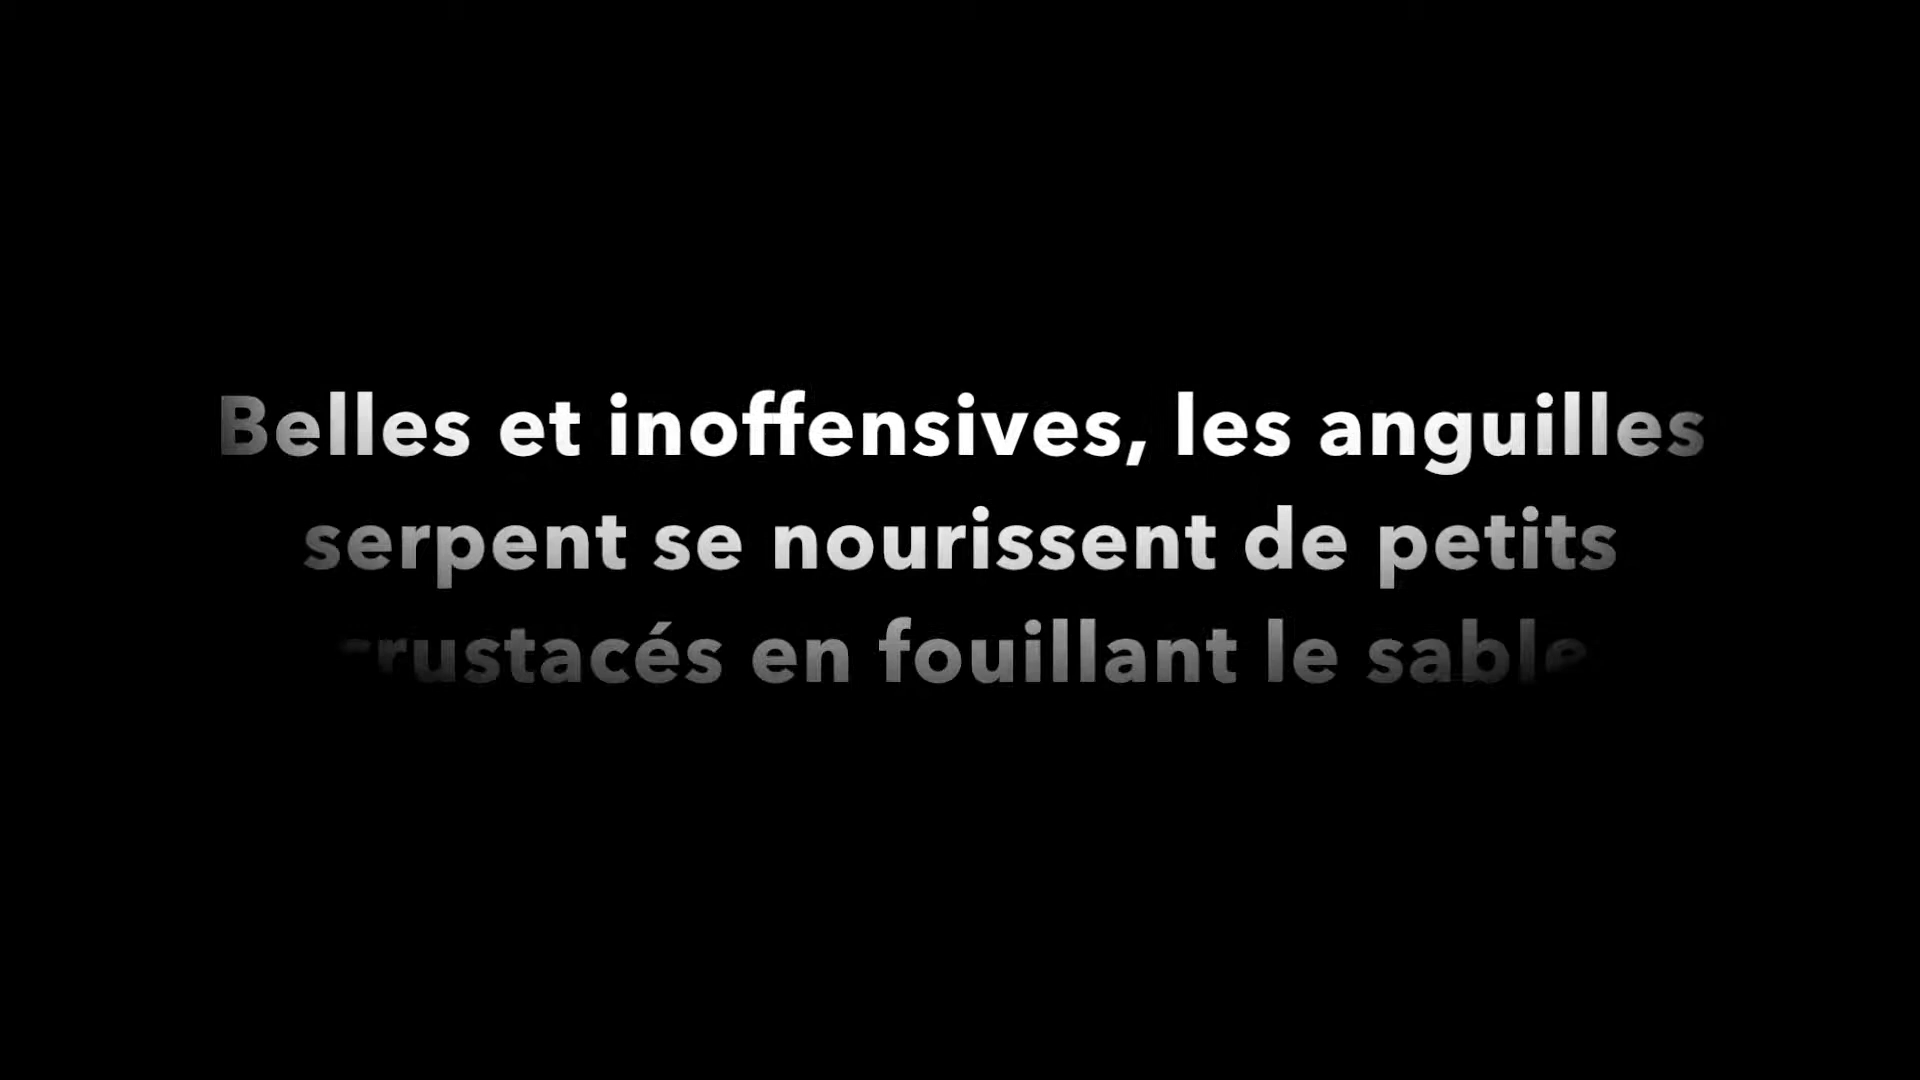 Belles et inoffensives, les anguilles
serpent se nourissent de petits
crustacés en fouillant le sable